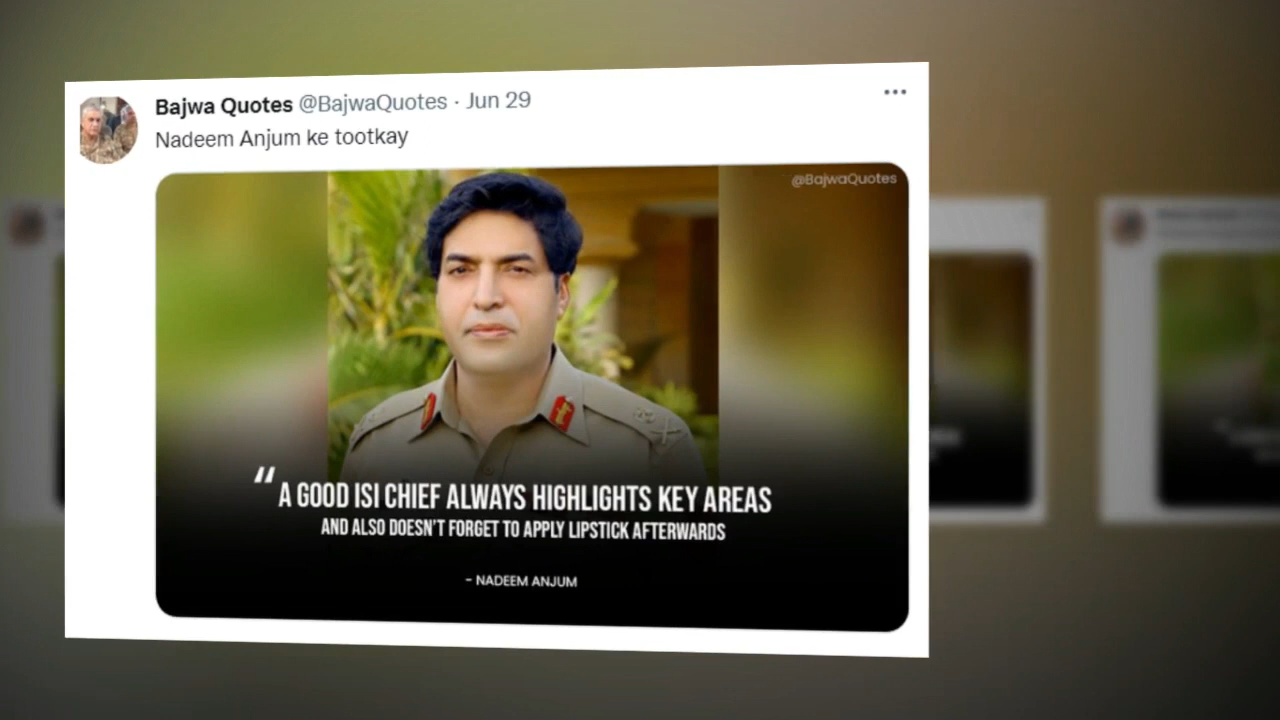 Bajwa Quotes @BajwaQuotes · Jun 29
Nadeem Anjum ke tootkay
@BajwaQuotes
“A GOOD ISI CHIEF ALWAYS HIGHLIGHTS KEY AREAS
AND ALSO DOESN'T FORGET TO APPLY LIPSTICK AFTERWARDS
- NADEEM ANJUM